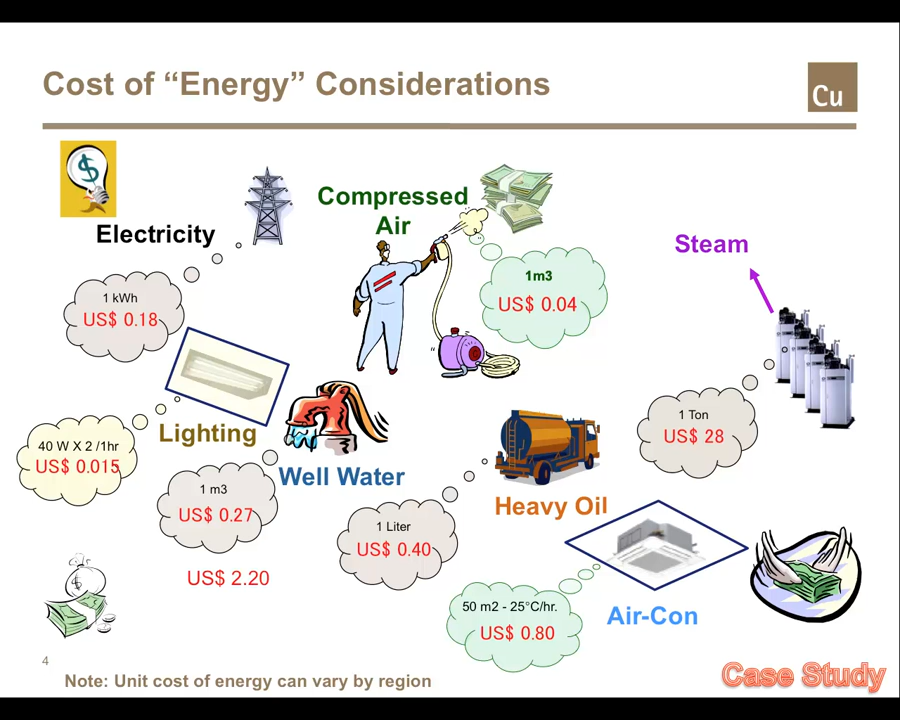 Cost of “Energy” Considerations
Cu
$
Electricity
1 kWh
US$ 0.18
Compressed
Air
1m3
US$ 0.04
Steam
1 Ton
US$ 28
Lighting
40 W X 2 /1hr
US$ 0.015
Well Water
1 m3
US$ 0.27
US$ 2.20
Heavy Oil
1 Liter
US$ 0.40
Air-Con
50 m2 - 25°C/hr.
US$ 0.80
$
4
Note: Unit cost of energy can vary by region
Case Study